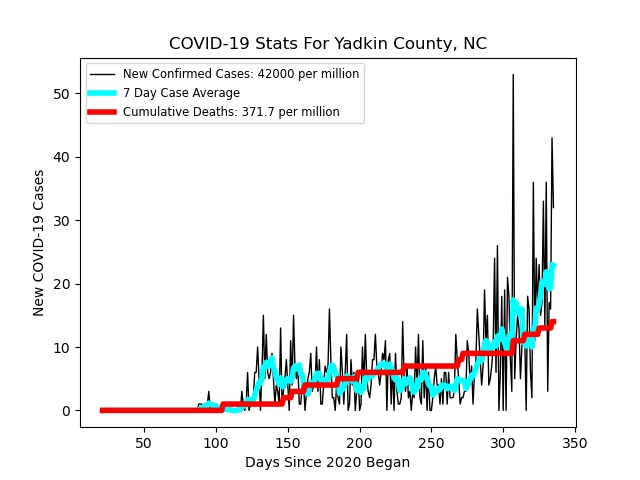 COVID-19 Stats For Yadkin County, NC
New Confirmed Cases: 42000 per million
7 Day Case Average
Cumulative Deaths: 371.7 per million
New COVID-19 Cases
50
40
30
20
10
0
50 100 150 200 250 300 350
Days Since 2020 Began